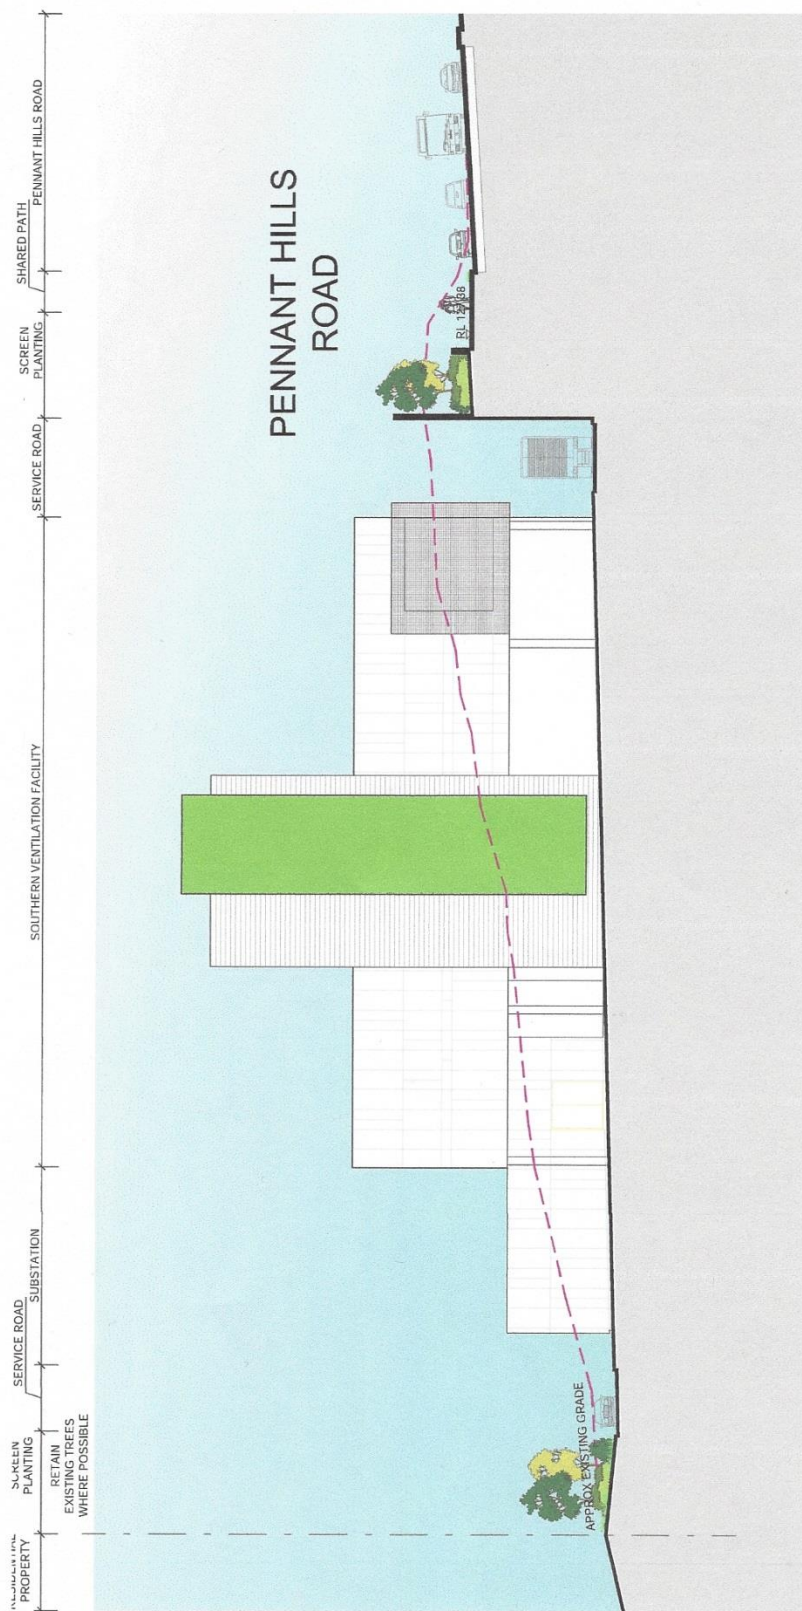 PROPERTY
SCREEN
PLANTING
RETAIN
EXISTING TREES
WHERE POSSIBLE
SERVICE ROAD
SUBSTATION
SOUTHERN VENTILATION FACILITY
SERVICE ROAD
SCREEN
PLANTING
SHARED PATH
PENNANT HILLS ROAD
PENNANT HILLS
ROAD
RL
APPROX EXISTING GRADE